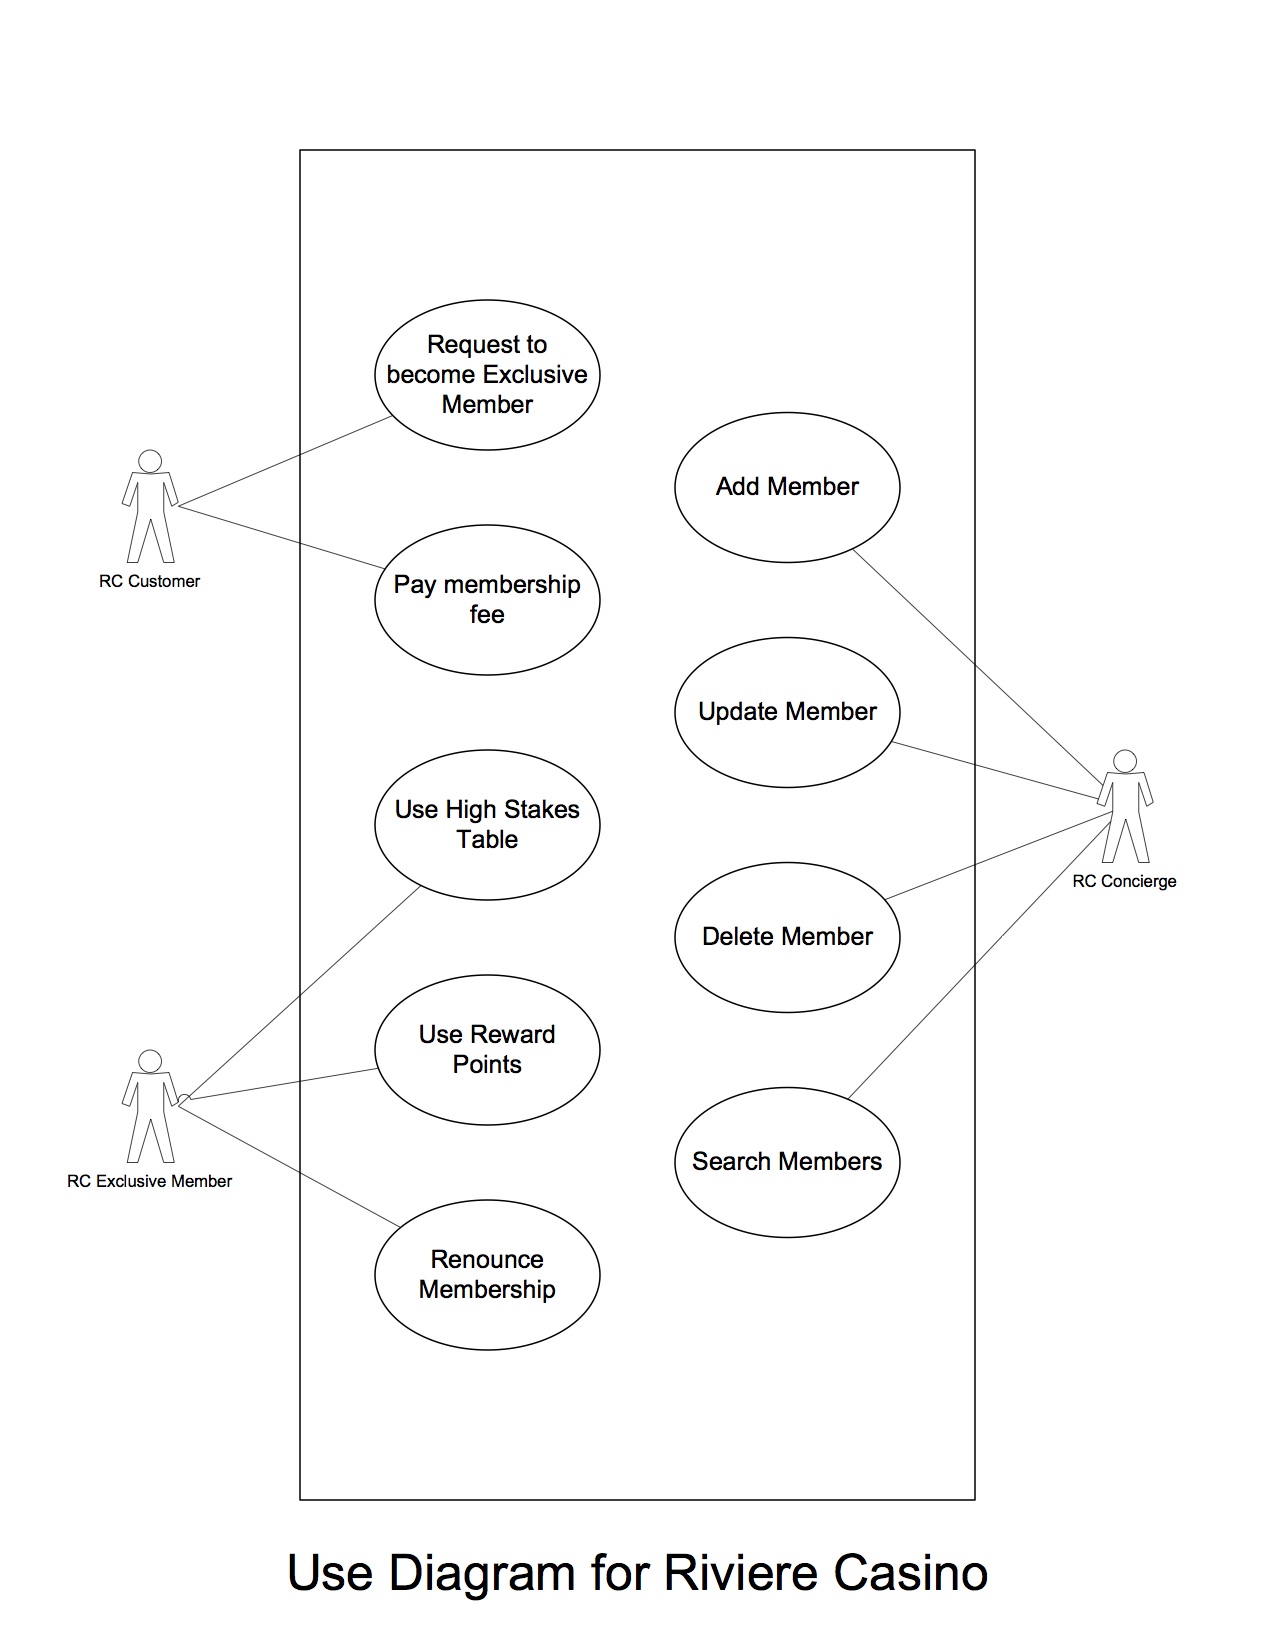 Request to
become Exclusive
Member
Add Member
RC Customer
Pay membership
fee
Update Member
Use High Stakes
Table
RC Concierge
Delete Member
Use Reward
Points
RC Exclusive Member
Search Members
Renounce
Membership
Use Diagram for Riviere Casino